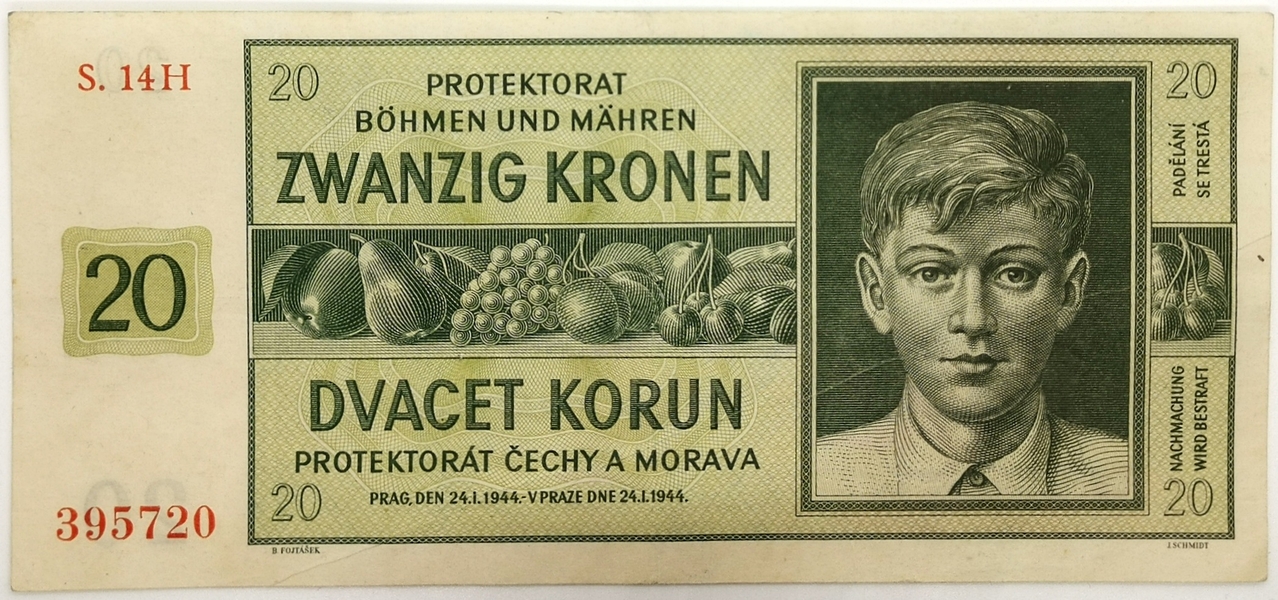 S. 14H
20
PROTEKTORAT
BÖHMEN UND MÄHREN
ZWANZIG KRONEN
20
PADĚLÁNÍ
SE TRESTÁ
20
DVACET KORUN
PROTEKTORÁT ČECHY A MORAVA
PRAG, DEN 24.I.1944.-V PRAZE DNE 24.I.1944.
20
NACHMACHUNG
WIRD BESTRAFT
20
395720
B. FOJTÁŠEK
J.SCHMIDT